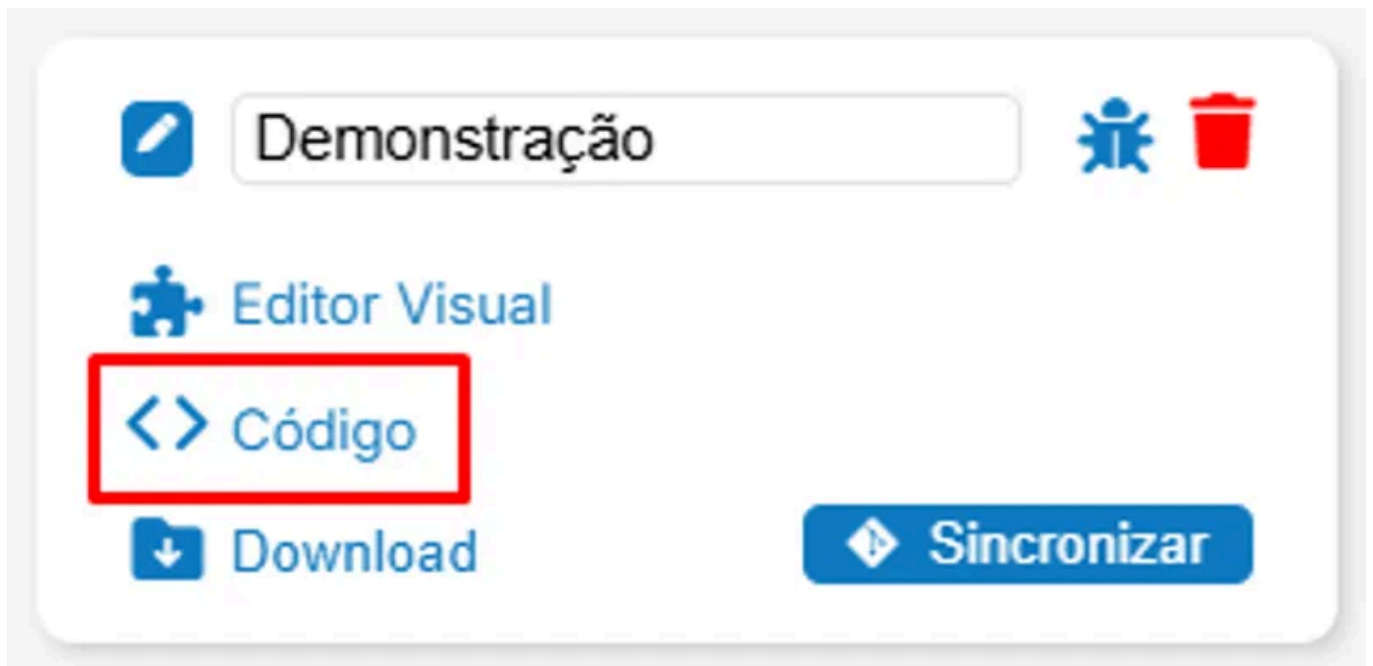 Demonstração
Editor Visual
Código
Download
Sincronizar